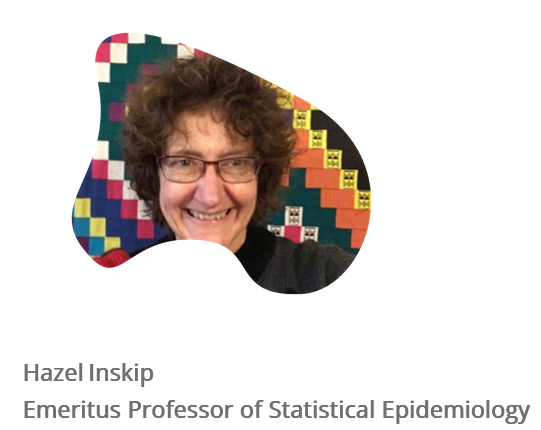 Hazel Inskip
Emeritus Professor of Statistical Epidemiology